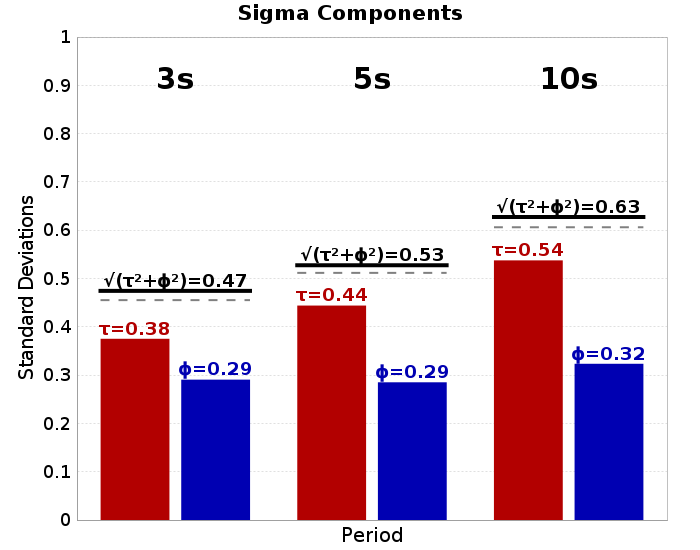 Sigma Components
1
0.9
0.8
0.7
0.6
0.5
0.4
0.3
0.2
0.1
0
Standard Deviations
3s
5s
10s
√(τ²+ϕ²)=0.47
τ=0.38
ϕ=0.29
√(τ²+ϕ²)=0.53
τ=0.44
ϕ=0.29
√(τ²+ϕ²)=0.63
τ=0.54
ϕ=0.32
Period